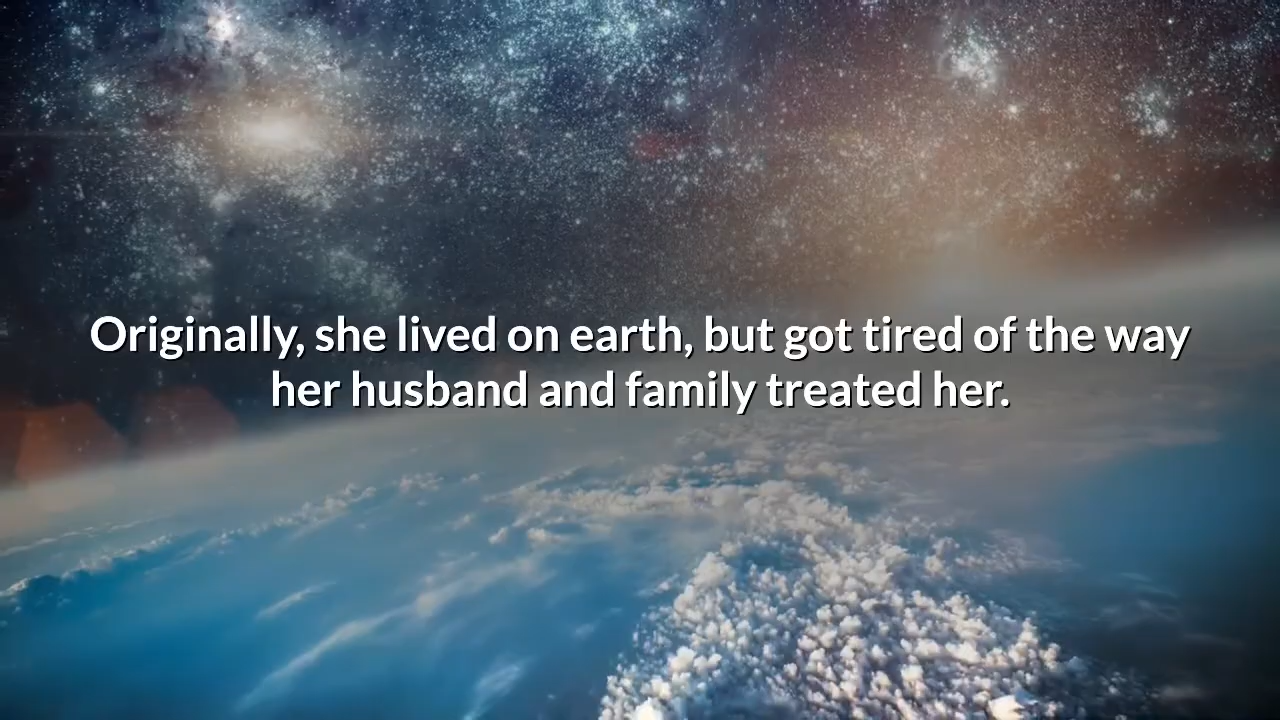 Originally, she lived on earth, but got tired of the way
her husband and family treated her.